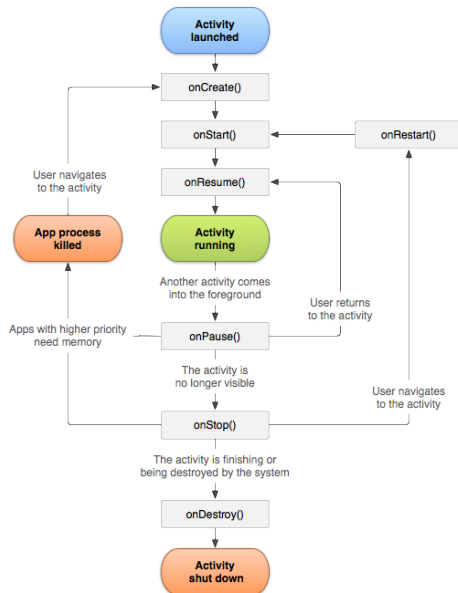 Activity
launched
onCreate()
onStart()
onRestart()
User navigates
to the activity
onResume()
App process
killed
Activity
running
Another activity comes
into the foreground
User returns
to the activity
Apps with higher priority
need memory
onPause()
The activity is
no longer visible
User navigates
to the activity
onStop()
The activity is finishing or
being destroyed by the system
onDestroy()
Activity
shut down